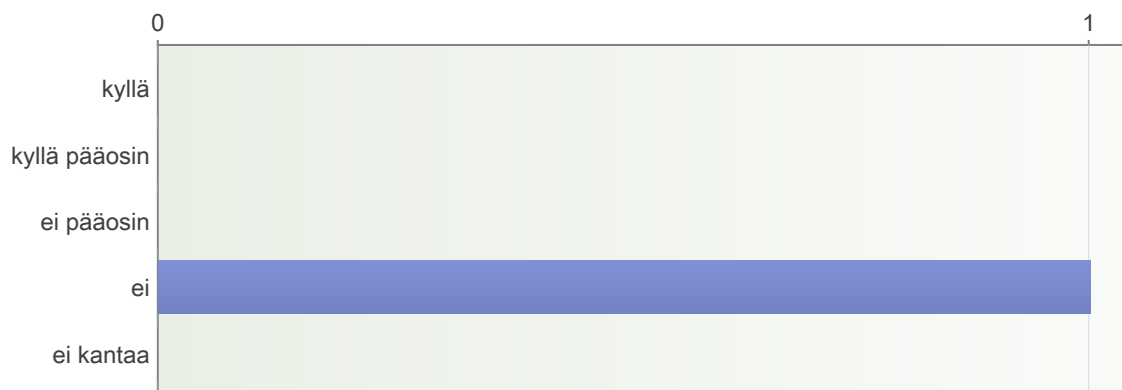 0 1
kyllä
kyllä pääosin
ei pääosin
ei
ei kantaa